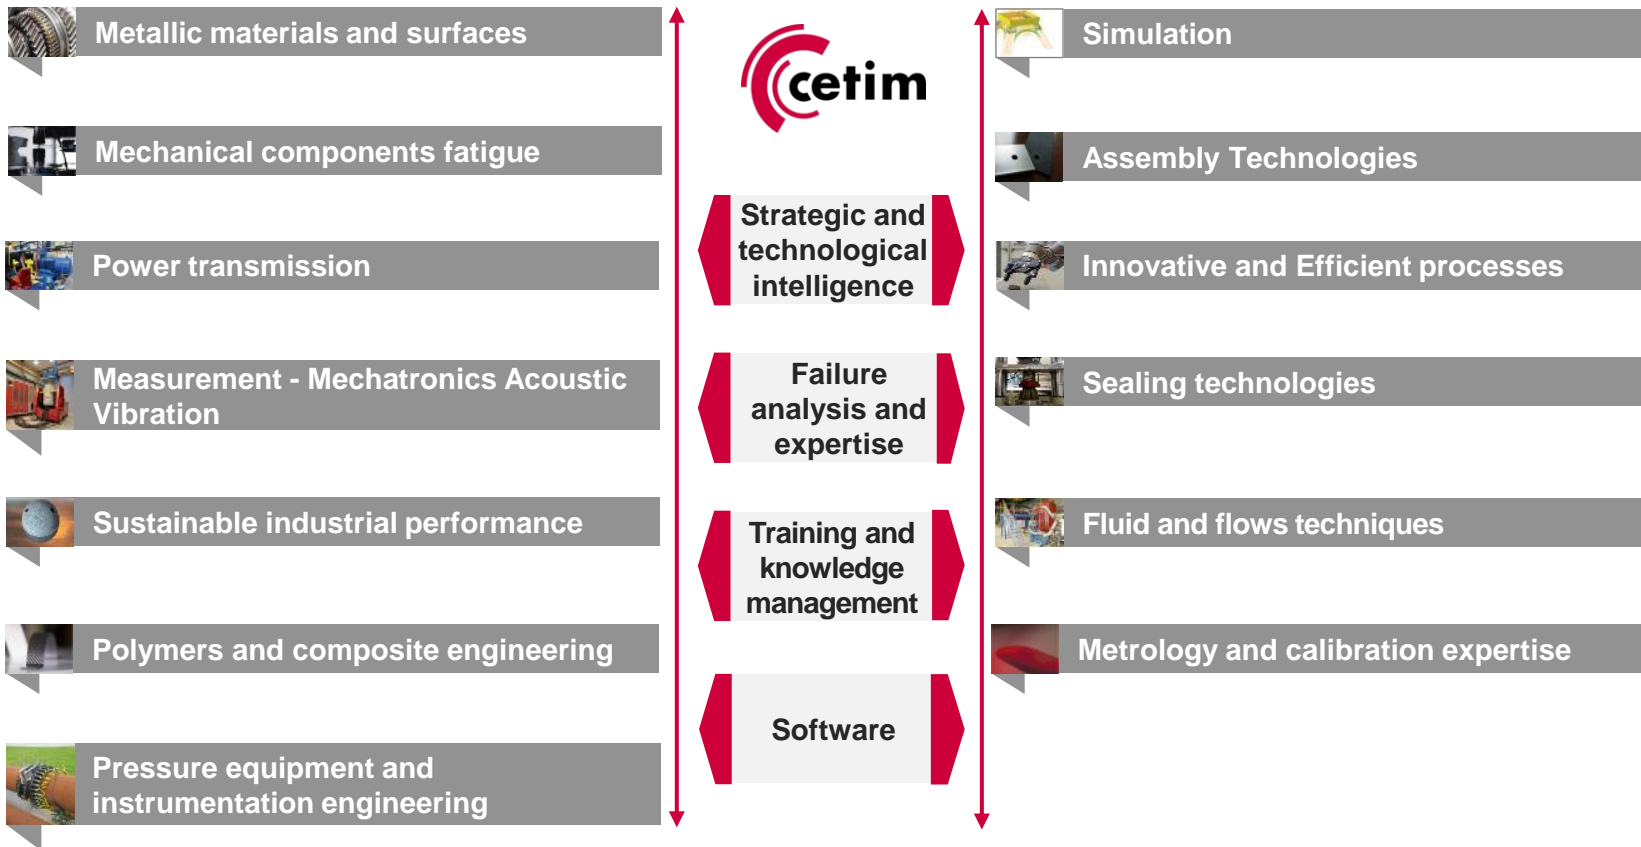 Metallic materials and surfaces
Mechanical components fatigue
Power transmission
Measurement - Mechatronics Acoustic
Vibration
Sustainable industrial performance
Polymers and composite engineering
Pressure equipment and
instrumentation engineering
cetim
Strategic and
technological
intelligence
Failure
analysis and
expertise
Training and
knowledge
management
Software
Simulation
Assembly Technologies
Innovative and Efficient processes
Sealing technologies
Fluid and flows techniques
Metrology and calibration expertise